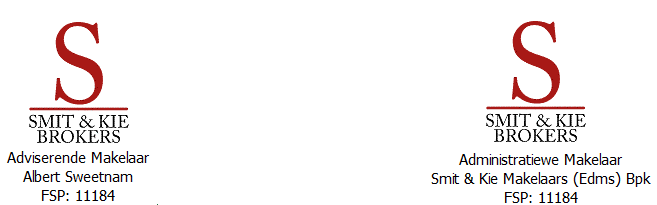 S
SMIT & KIE
BROKERS
Adviserende Makelaar
Albert Sweetnam
FSP: 11184
S
SMIT & KIE
BROKERS
Administratiewe Makelaar
Smit & Kie Makelaars (Edms) Bpk
FSP: 11184